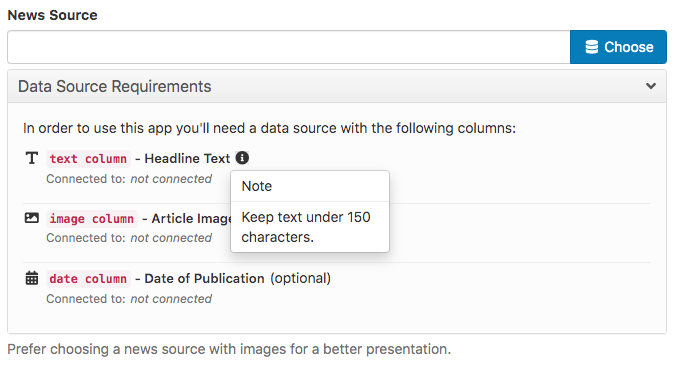 News Source
Choose
Data Source Requirements
In order to use this app you'll need a data source with the following columns:
text column - Headline Text
Connected to: not connected
Note
Keep text under 150
characters.
image column - Article Image
Connected to: not connected
date column - Date of Publication (optional)
Connected to: not connected
Prefer choosing a news source with images for a better presentation.